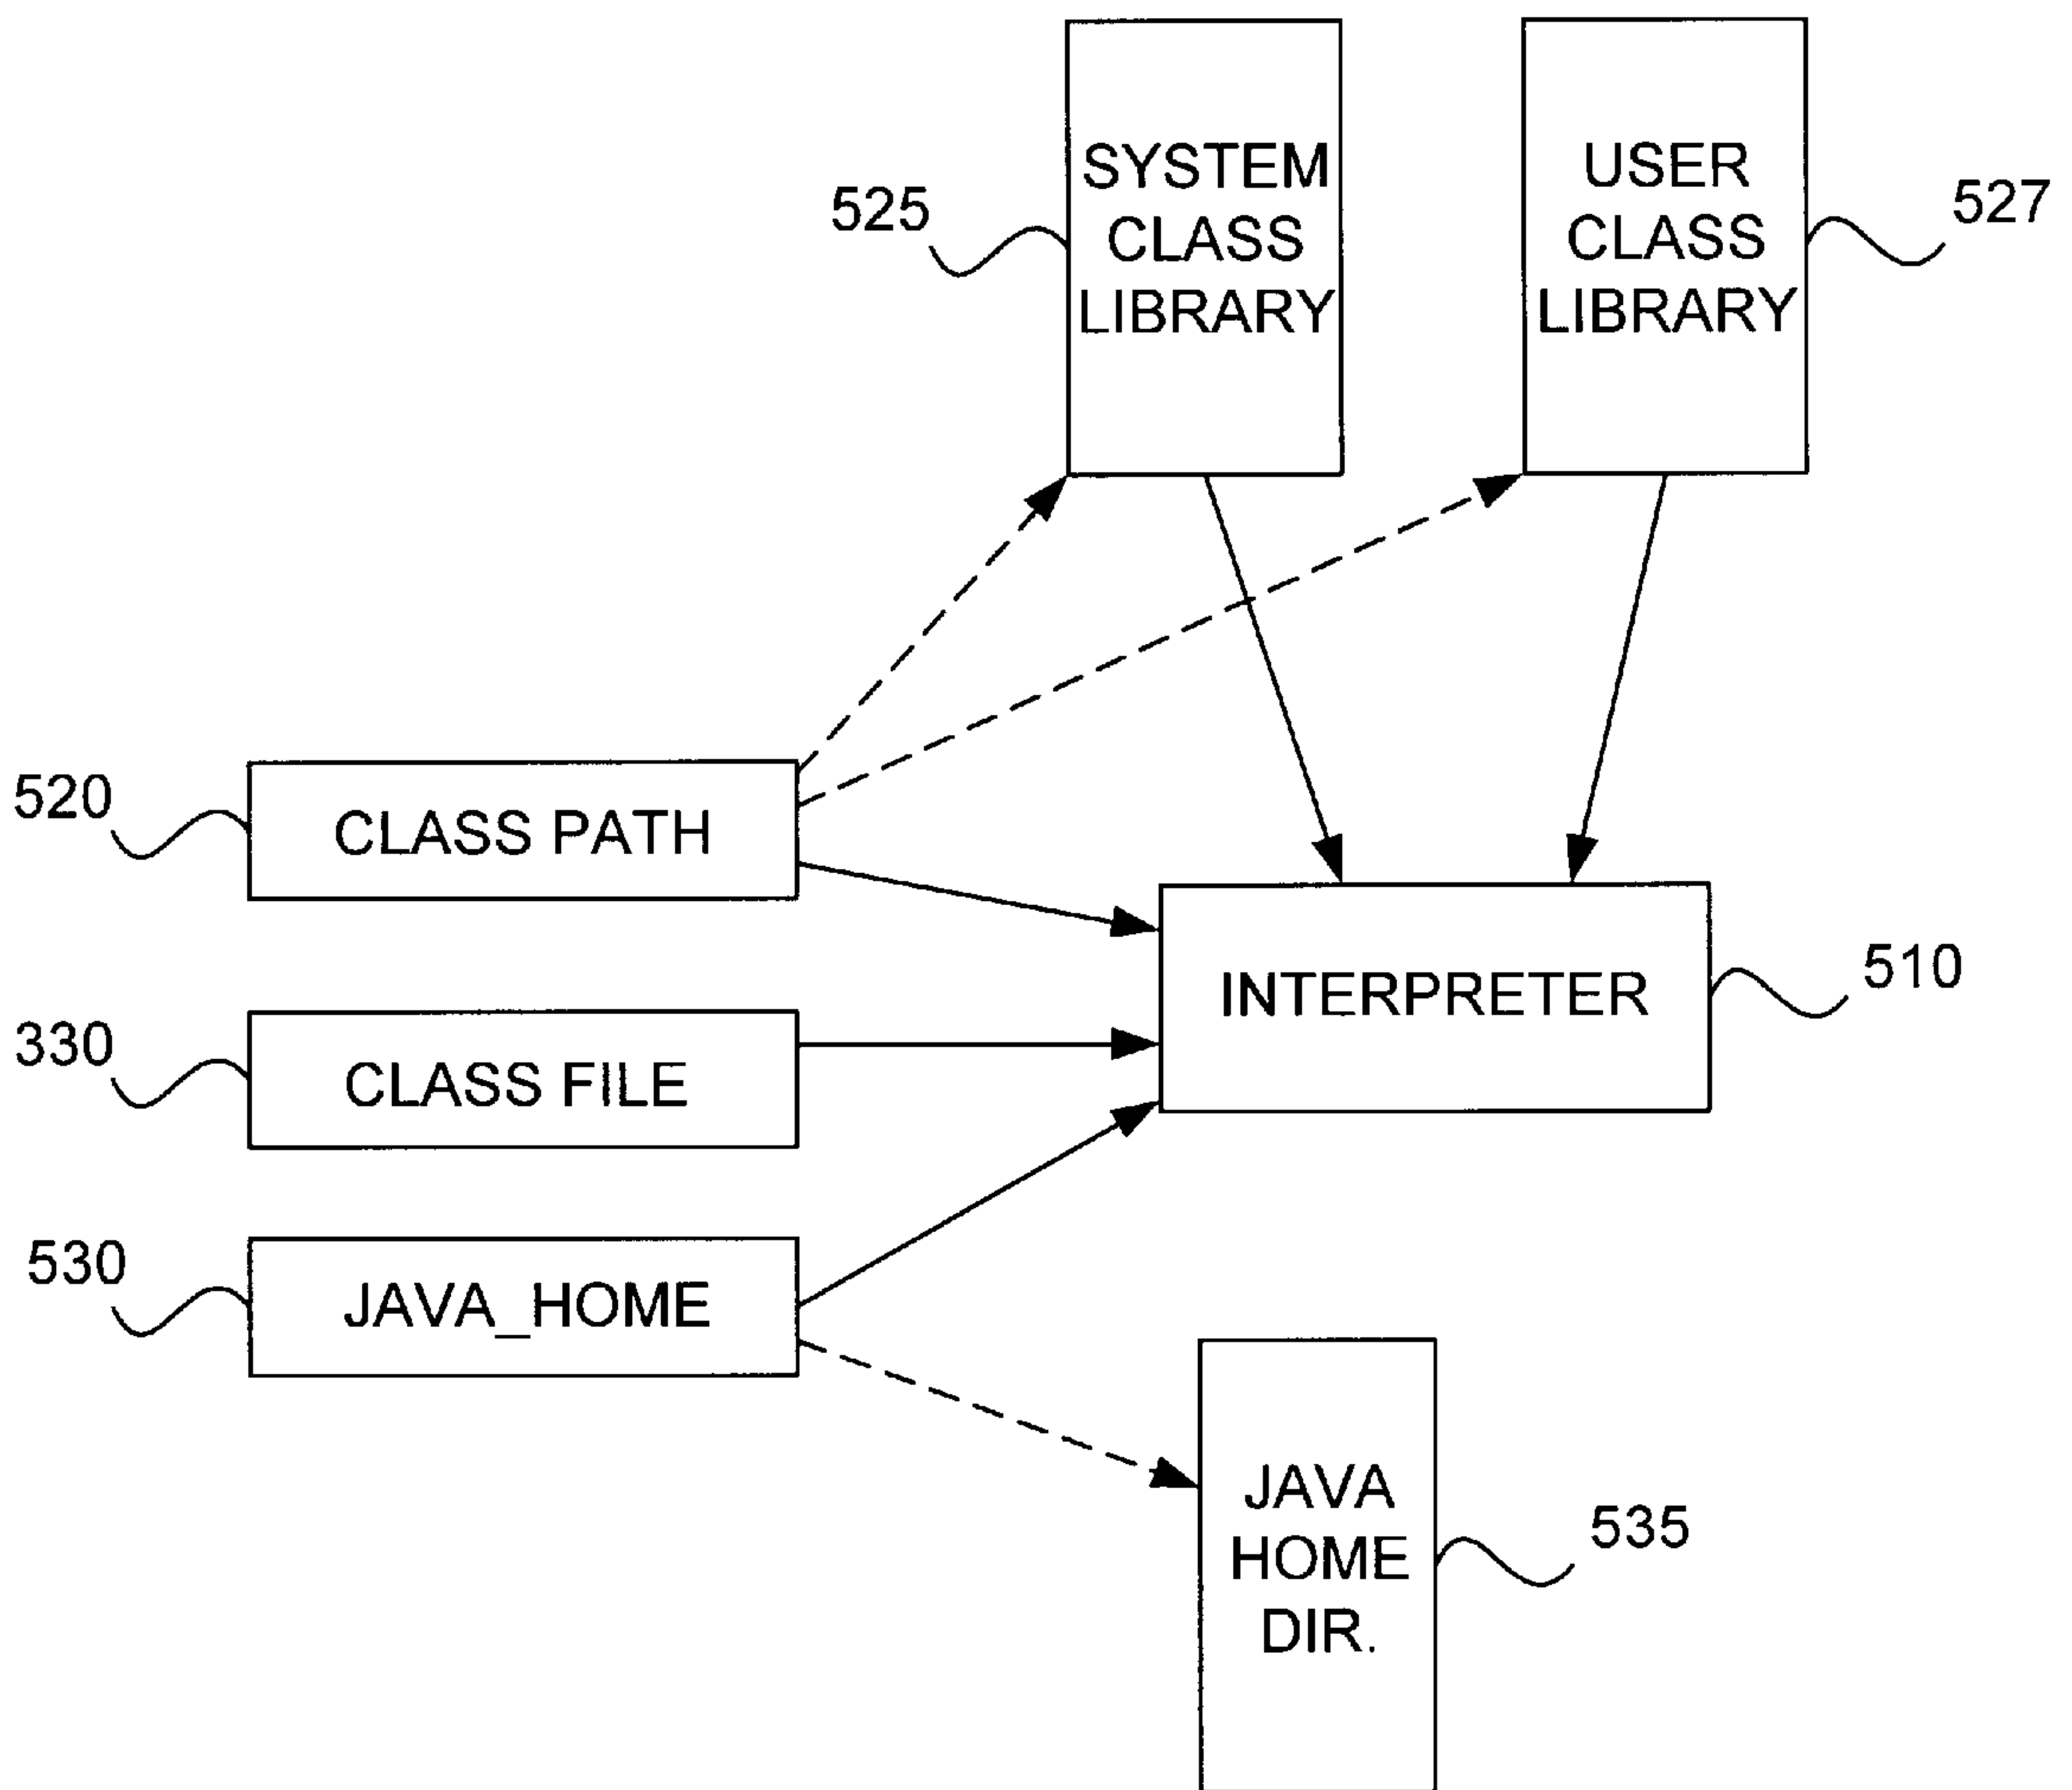 SYSTEM
CLASS
LIBRARY
525
USER
CLASS
LIBRARY
527
520
CLASS PATH
INTERPRETER
510
330
CLASS FILE
530
JAVA_HOME
JAVA
HOME
DIR.
535